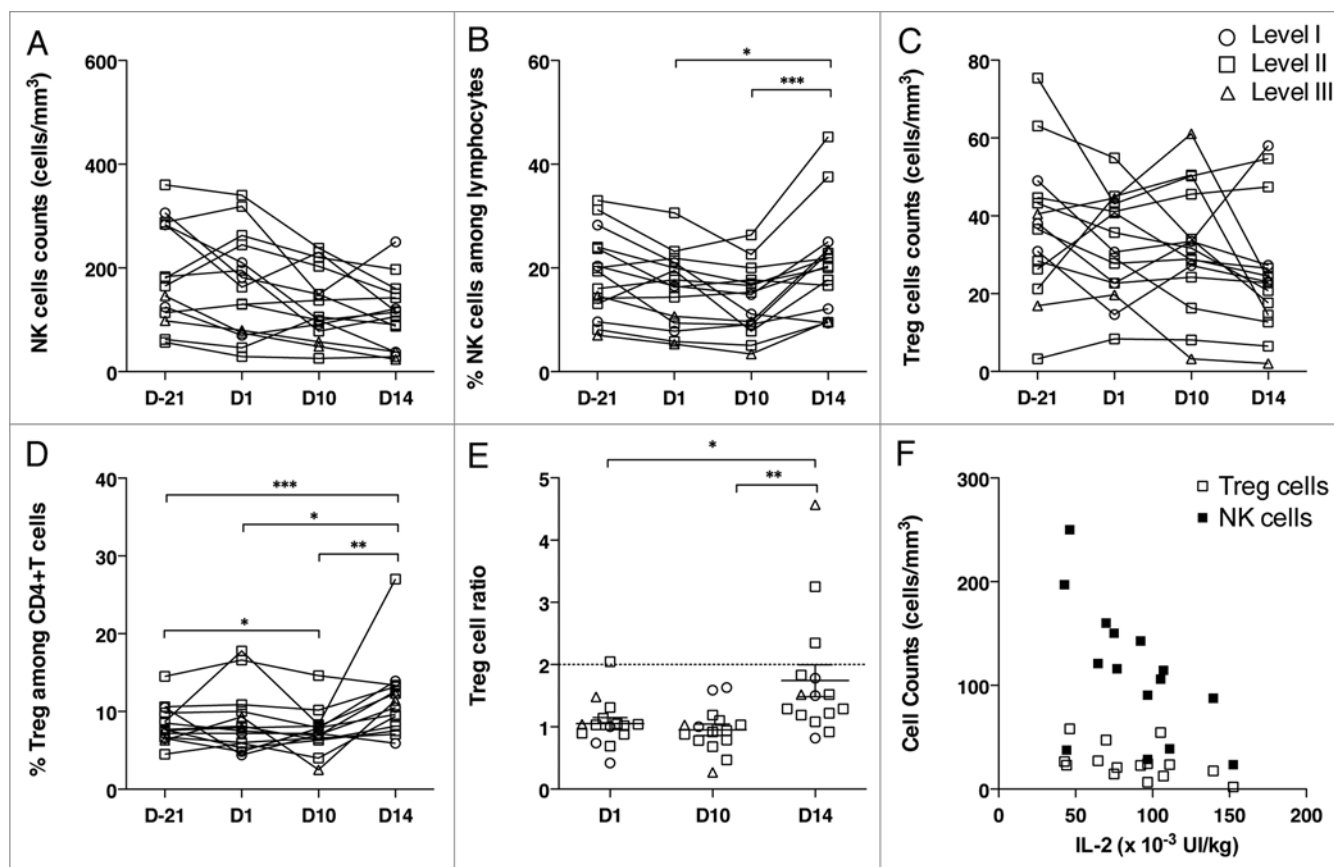 A
NK cells counts (cells/mm³)
600
400
200
0
D-21 D1 D10 D14
B
% NK cells among lymphocytes
60
40
20
0
*
***
D-21 D1 D10 D14
C
Treg cell counts (cells/mm³)
80
60
40
20
0
Level I
Level II
Level III
D-21 D1 D10 D14
D
% Treg among CD4+T cells
40
30
20
10
0
***
*
**
*
D-21 D1 D10 D14
E
Treg cell ratio
5
4
3
2
1
0
*
**
D1 D10 D14
F
Cell Counts (cells/mm³)
300
200
100
0
Treg cells
NK cells
0 50 100 150 200
IL-2 (x 10⁻³ UI/kg)